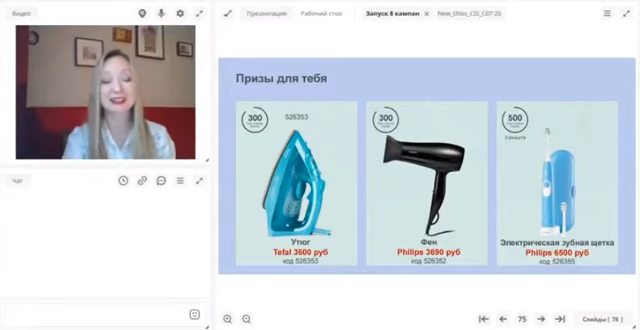 Видео
Чат
Презентация
Рабочий стол
Запуск 8 кампан
New_titles_CIS_C07'20
Призы для тебя
300
526353
Утюг
Tefal 3600 руб
код 526353
300
Фен
Philips 3690 руб
код 526352
500
Электрическая зубная щетка
Philips 6500 руб
код 526355
75
Слайды ( 76 )